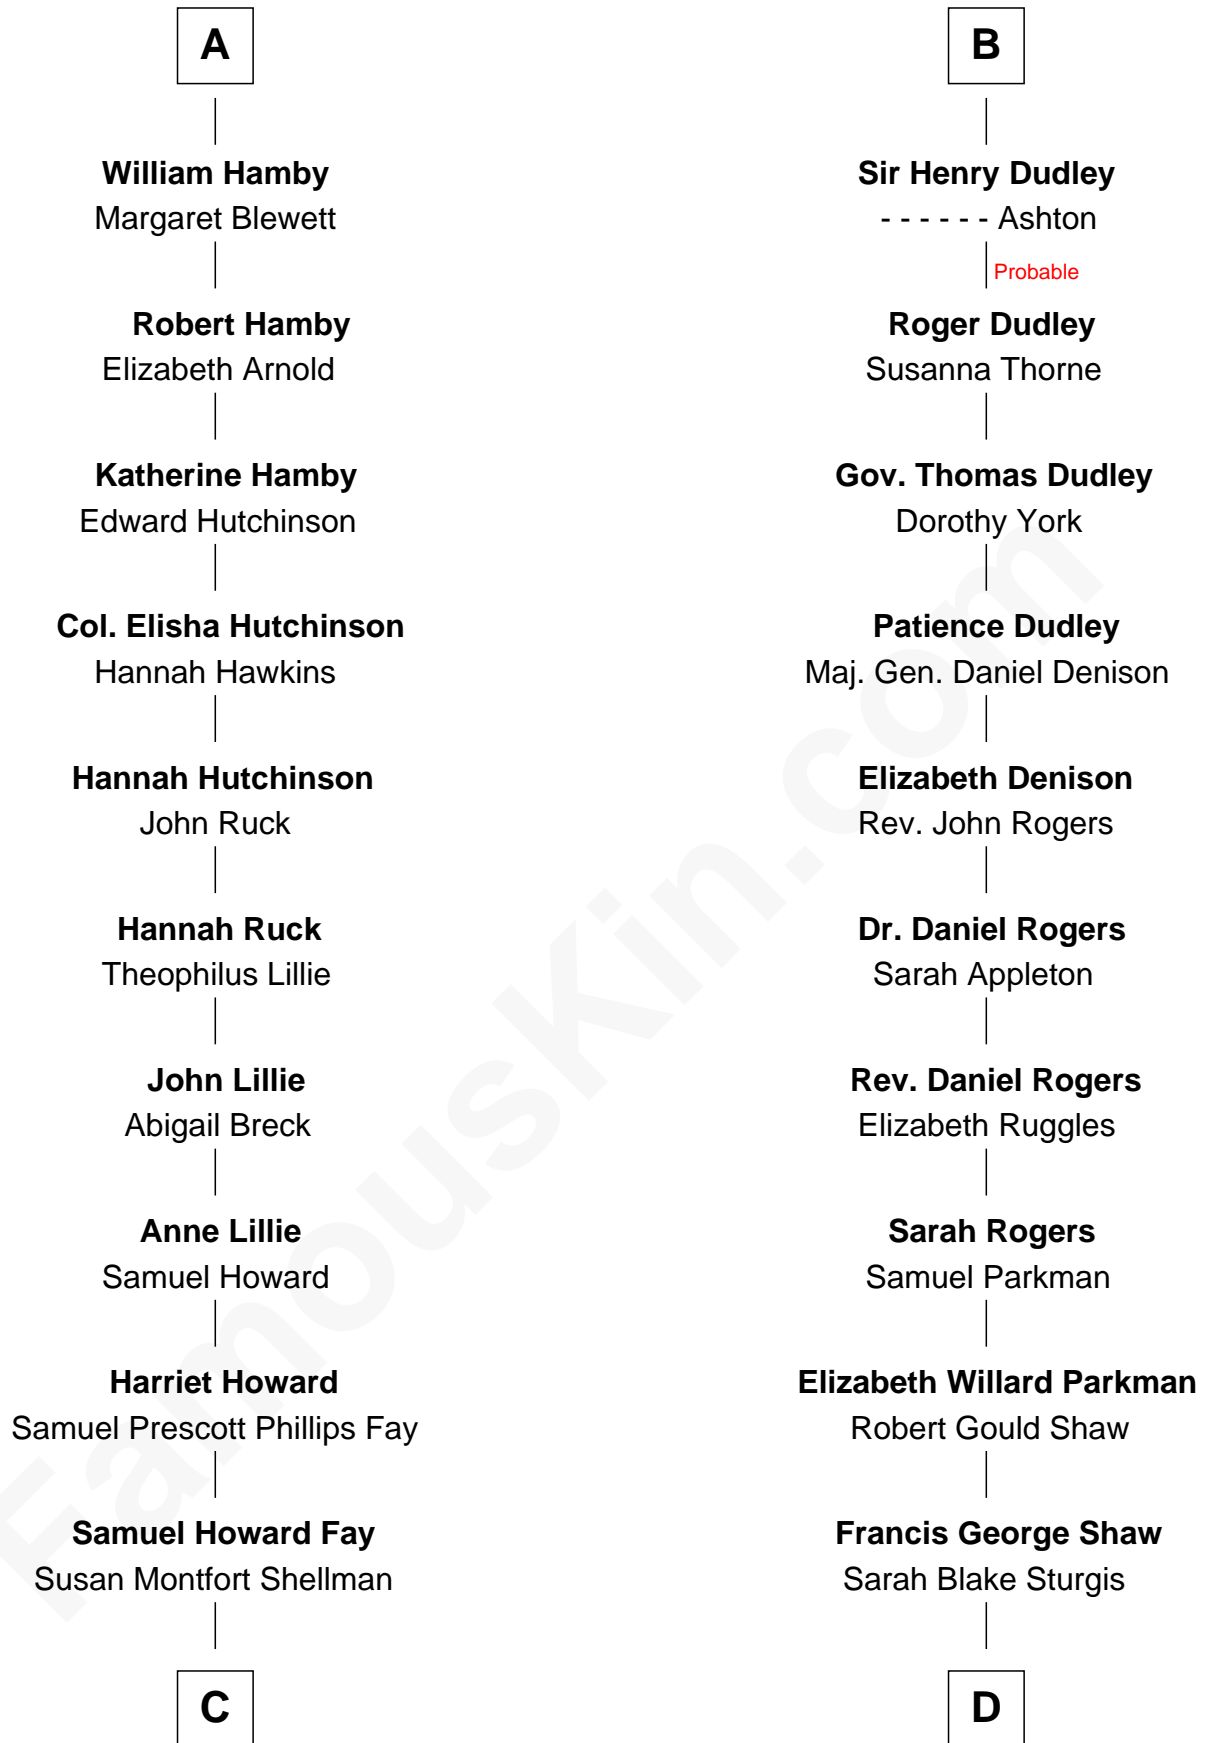 A
William Hamby
Margaret Blewett
Robert Hamby
Elizabeth Arnold
Katherine Hamby
Edward Hutchinson
Col. Elisha Hutchinson
Hannah Hawkins
Hannah Hutchinson
John Ruck
Hannah Ruck
Theophilus Lillie
John Lillie
Abigail Breck
Anne Lillie
Samuel Howard
Harriet Howard
Samuel Prescott Phillips Fay
Samuel Howard Fay
Susan Montfort Shellman
C
B
Sir Henry Dudley
- - - - - - Ashton
Probable
Roger Dudley
Susanna Thorne
Gov. Thomas Dudley
Dorothy York
Patience Dudley
Maj. Gen. Daniel Denison
Elizabeth Denison
Rev. John Rogers
Dr. Daniel Rogers
Sarah Appleton
Rev. Daniel Rogers
Elizabeth Ruggles
Sarah Rogers
Samuel Parkman
Elizabeth Willard Parkman
Robert Gould Shaw
Francis George Shaw
Sarah Blake Sturgis
D
FamousKin.com